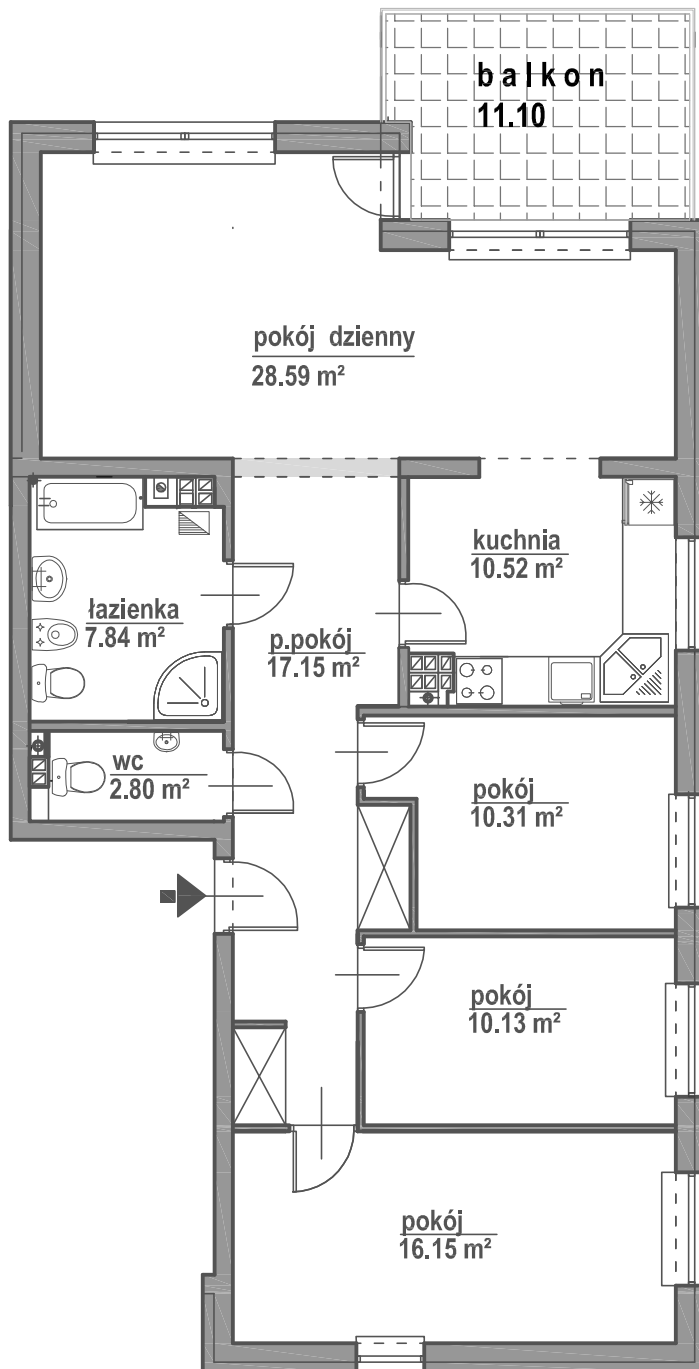 balkon
11.10
pokój dzienny
28.59 m²
kuchnia
10.52 m²
łazienka
7.84 m²
p.pokój
17.15 m²
wc
2.80 m²
pokój
10.31 m²
pokój
10.13 m²
pokój
16.15 m²